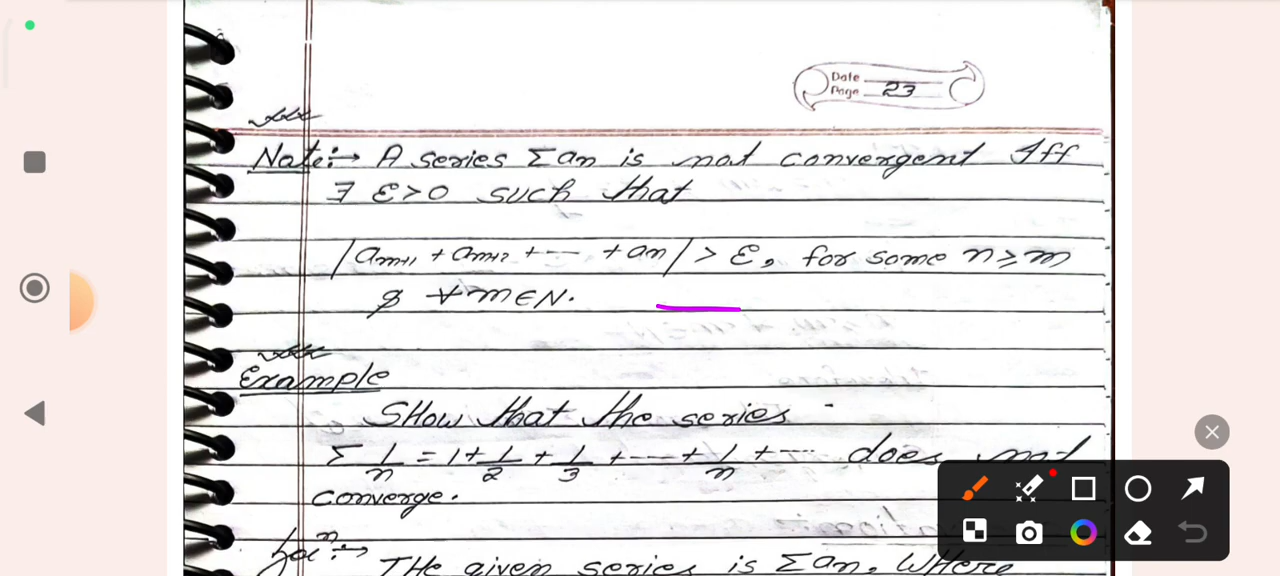 Date
Page 23
Note:→ A series Σan is not convergent Iff
∃ ε>0 such that
|am+1 + am+2 + --- + an| > ε, for some n≥m
& ∀m∈N.
Example
Show that the series -
Σ 1/n = 1+1/2+1/3+---+1/n+--- does not
converge.
Solⁿ:→
THe given series is Σan, WHere